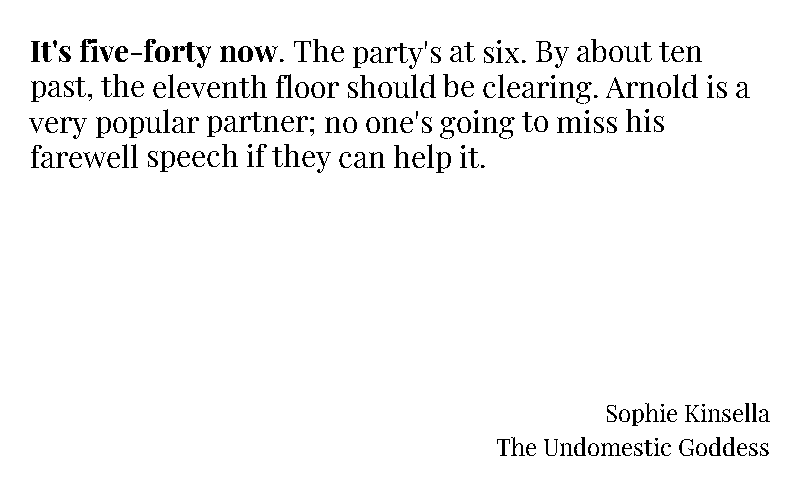 It's five-forty now. The party's at six. By about ten
past, the eleventh floor should be clearing. Arnold is a
very popular partner; no one's going to miss his
farewell speech if they can help it.
Sophie Kinsella
The Undomestic Goddess